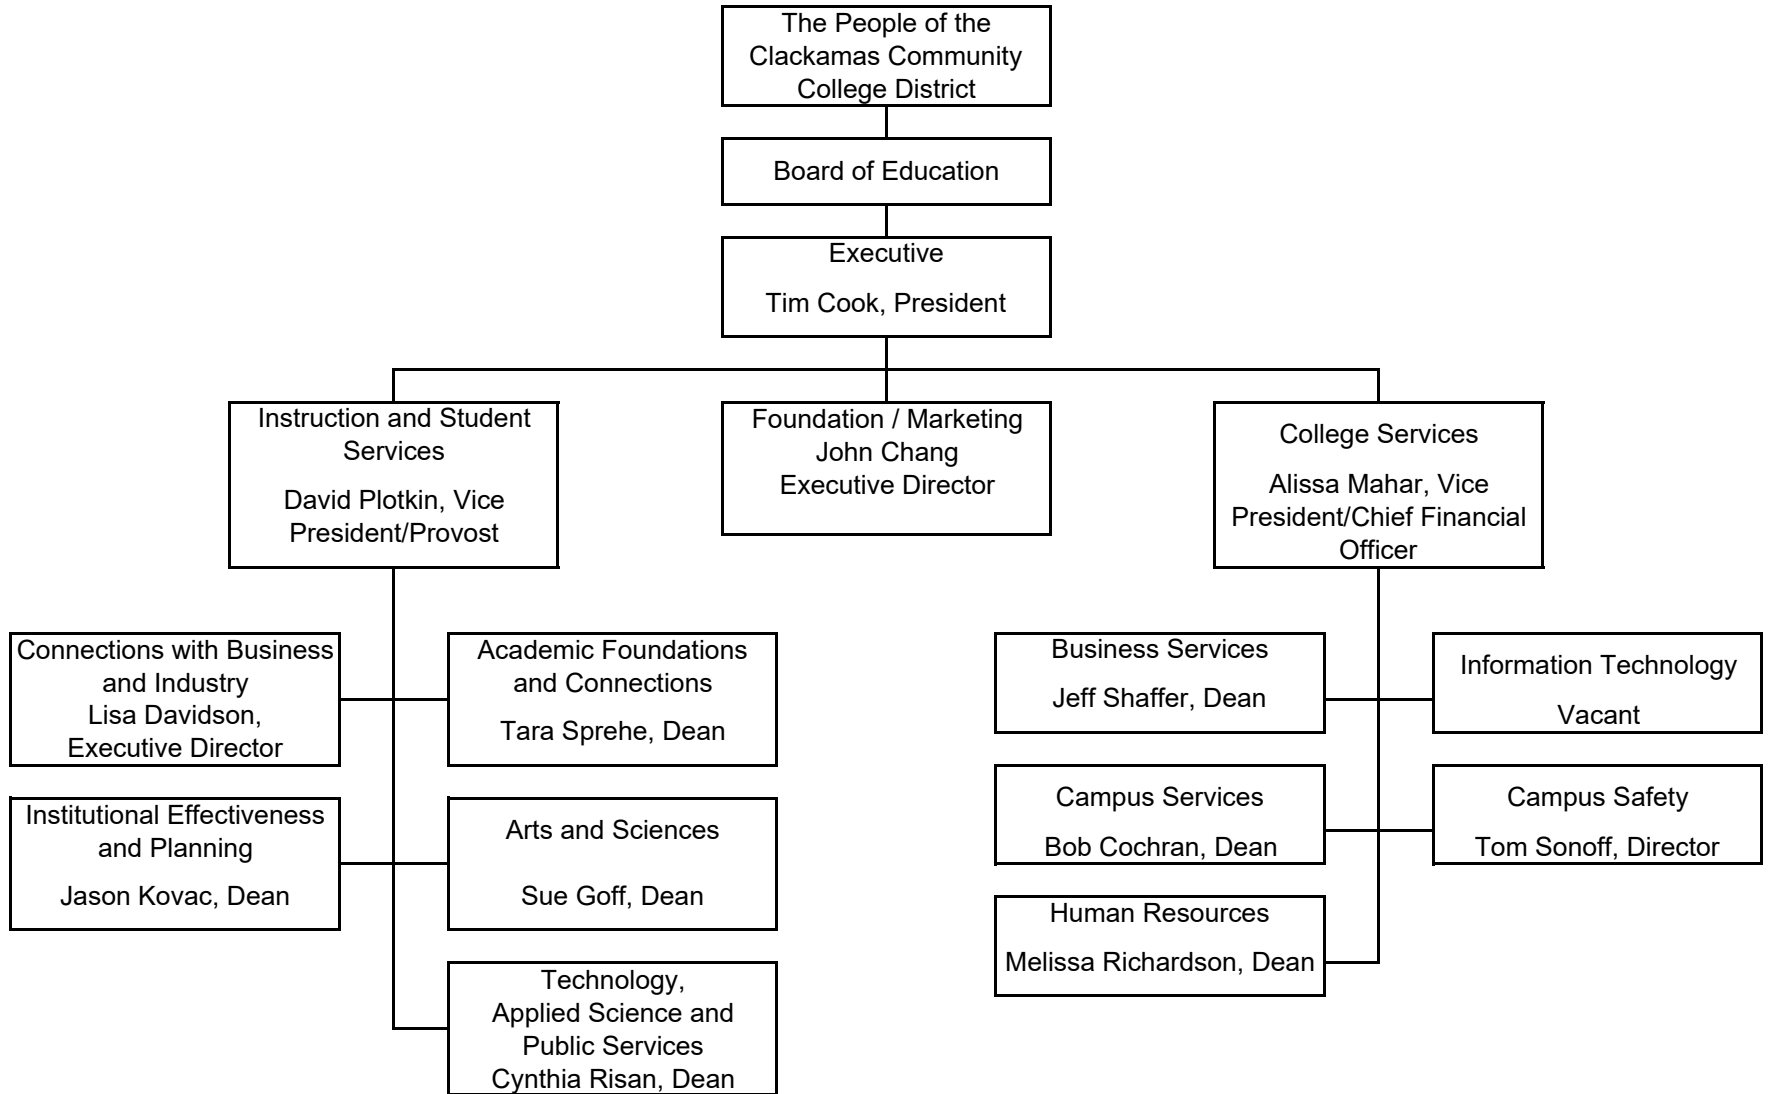 The People of the
Clackamas Community
College District
Board of Education
Executive
Tim Cook, President
Instruction and Student
Services
David Plotkin, Vice
President/Provost
Foundation / Marketing
John Chang
Executive Director
College Services
Alissa Mahar, Vice
President/Chief Financial
Officer
Connections with Business
and Industry
Lisa Davidson,
Executive Director
Academic Foundations
and Connections
Tara Sprehe, Dean
Business Services
Jeff Shaffer, Dean
Information Technology
Vacant
Institutional Effectiveness
and Planning
Jason Kovac, Dean
Arts and Sciences
Sue Goff, Dean
Campus Services
Bob Cochran, Dean
Campus Safety
Tom Sonoff, Director
Human Resources
Melissa Richardson, Dean
Technology,
Applied Science and
Public Services
Cynthia Risan, Dean